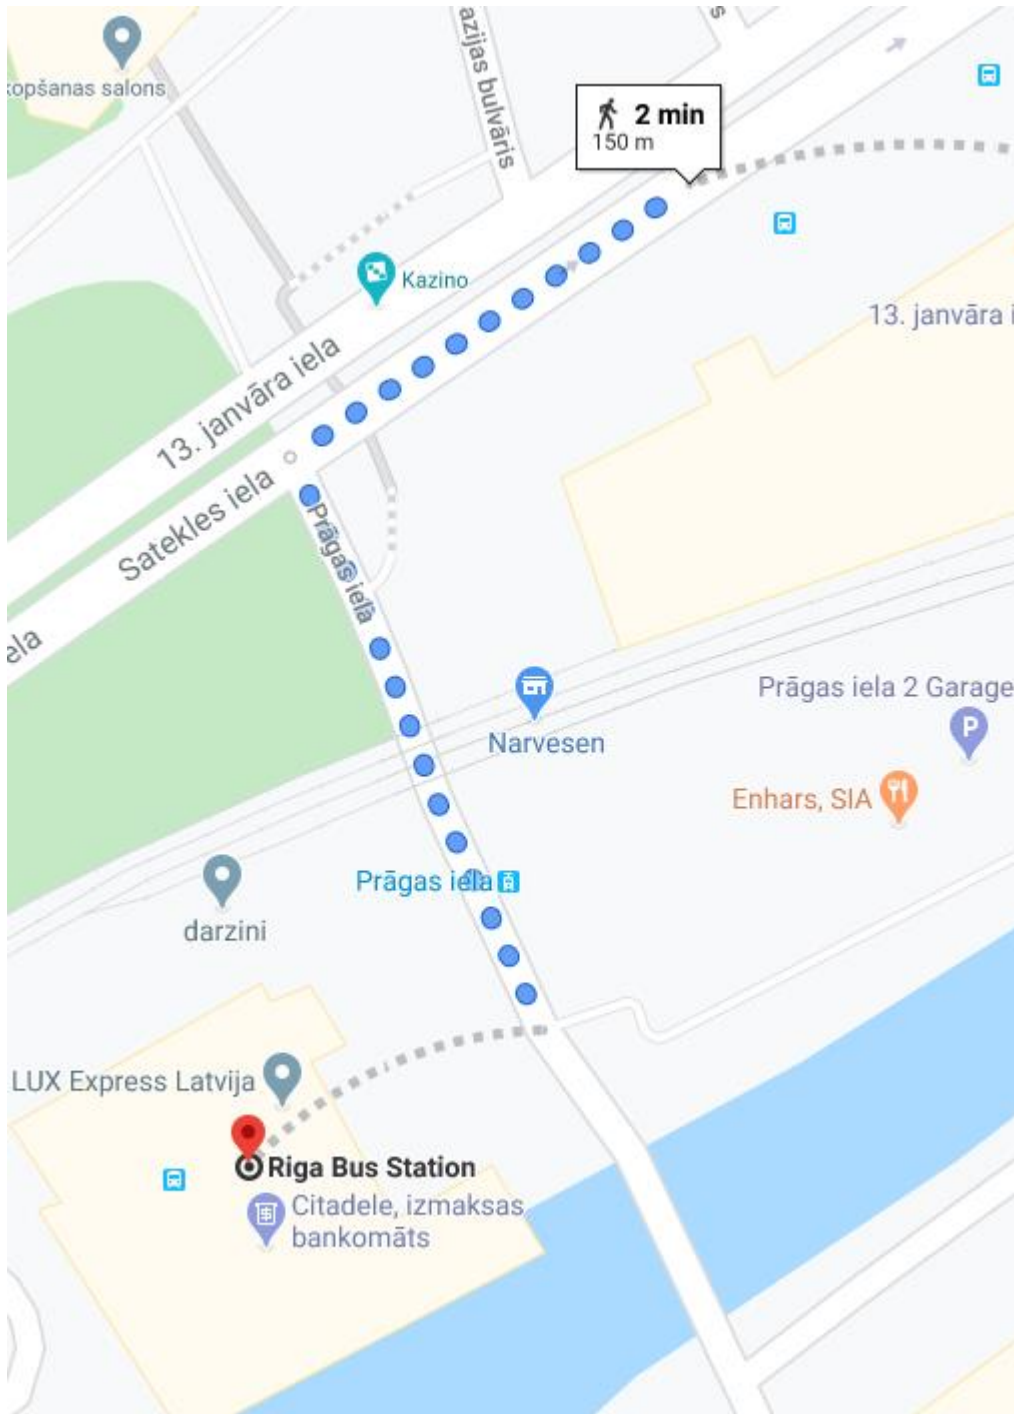 kopšanas salons
azijas bulvāris
s
2 min
150 m
Kazino
13. janvāra i
13. janvāra iela
Satekles iela
Prāgas iela
ela
Prāgas iela 2 Garage
P
Narvesen
Enhars, SIA
Prāgas iela
darzini
LUX Express Latvija
Riga Bus Station
Citadele, izmaksas
bankomāts